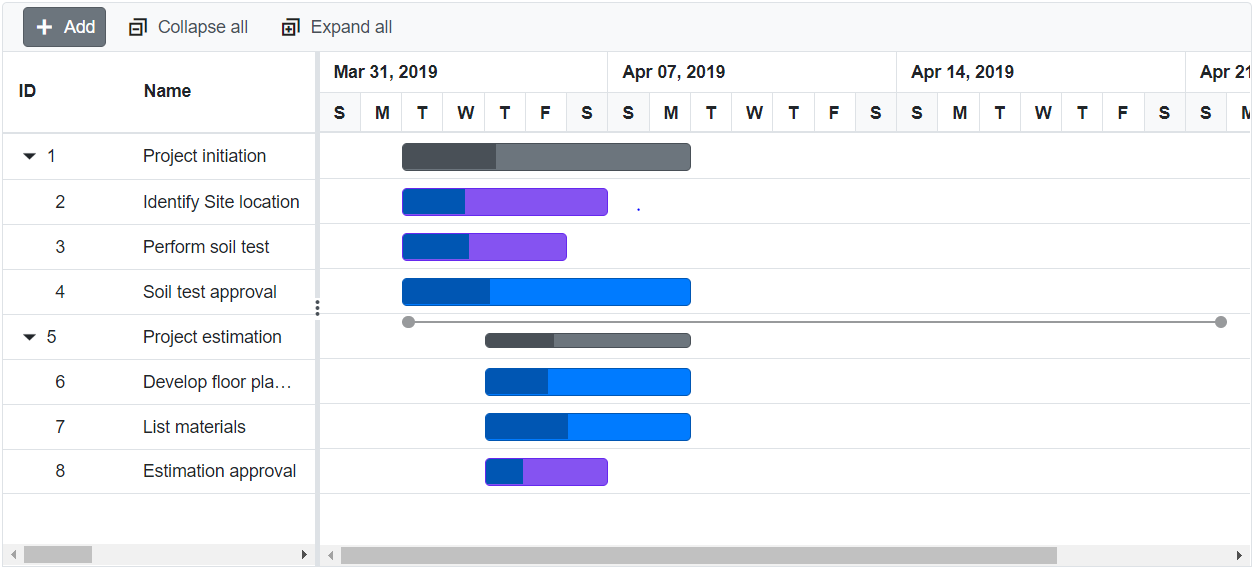 Add Collapse all Expand all
ID Name Mar 31, 2019 Apr 07, 2019 Apr 14, 2019 Apr 21
S M T W T F S S M T W T F S S M T W T F S S M
1 Project initiation
2 Identify Site location
3 Perform soil test
4 Soil test approval
5 Project estimation
6 Develop floor pla...
7 List materials
8 Estimation approval